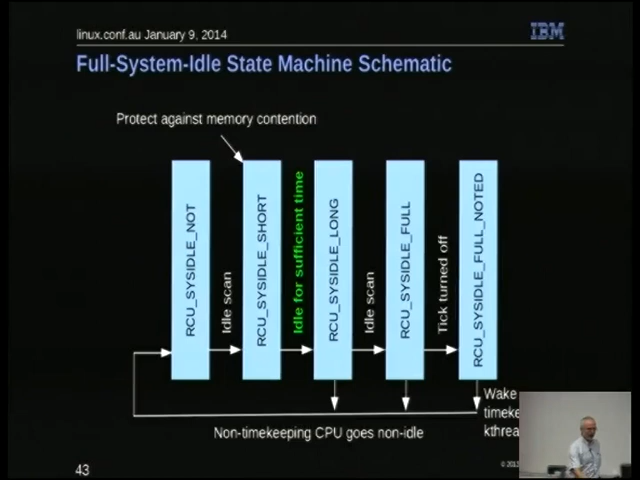 linux.conf.au January 9, 2014
IBM
Full-System-Idle State Machine Schematic
Protect against memory contention
RCU_SYSIDLE_NOT
Idle scan
RCU_SYSIDLE_SHORT
Idle for sufficient time
RCU_SYSIDLE_LONG
Idle scan
RCU_SYSIDLE_FULL
Tick turned off
RCU_SYSIDLE_FULL_NOTED
Wake
timeke
kthrea
Non-timekeeping CPU goes non-idle
43